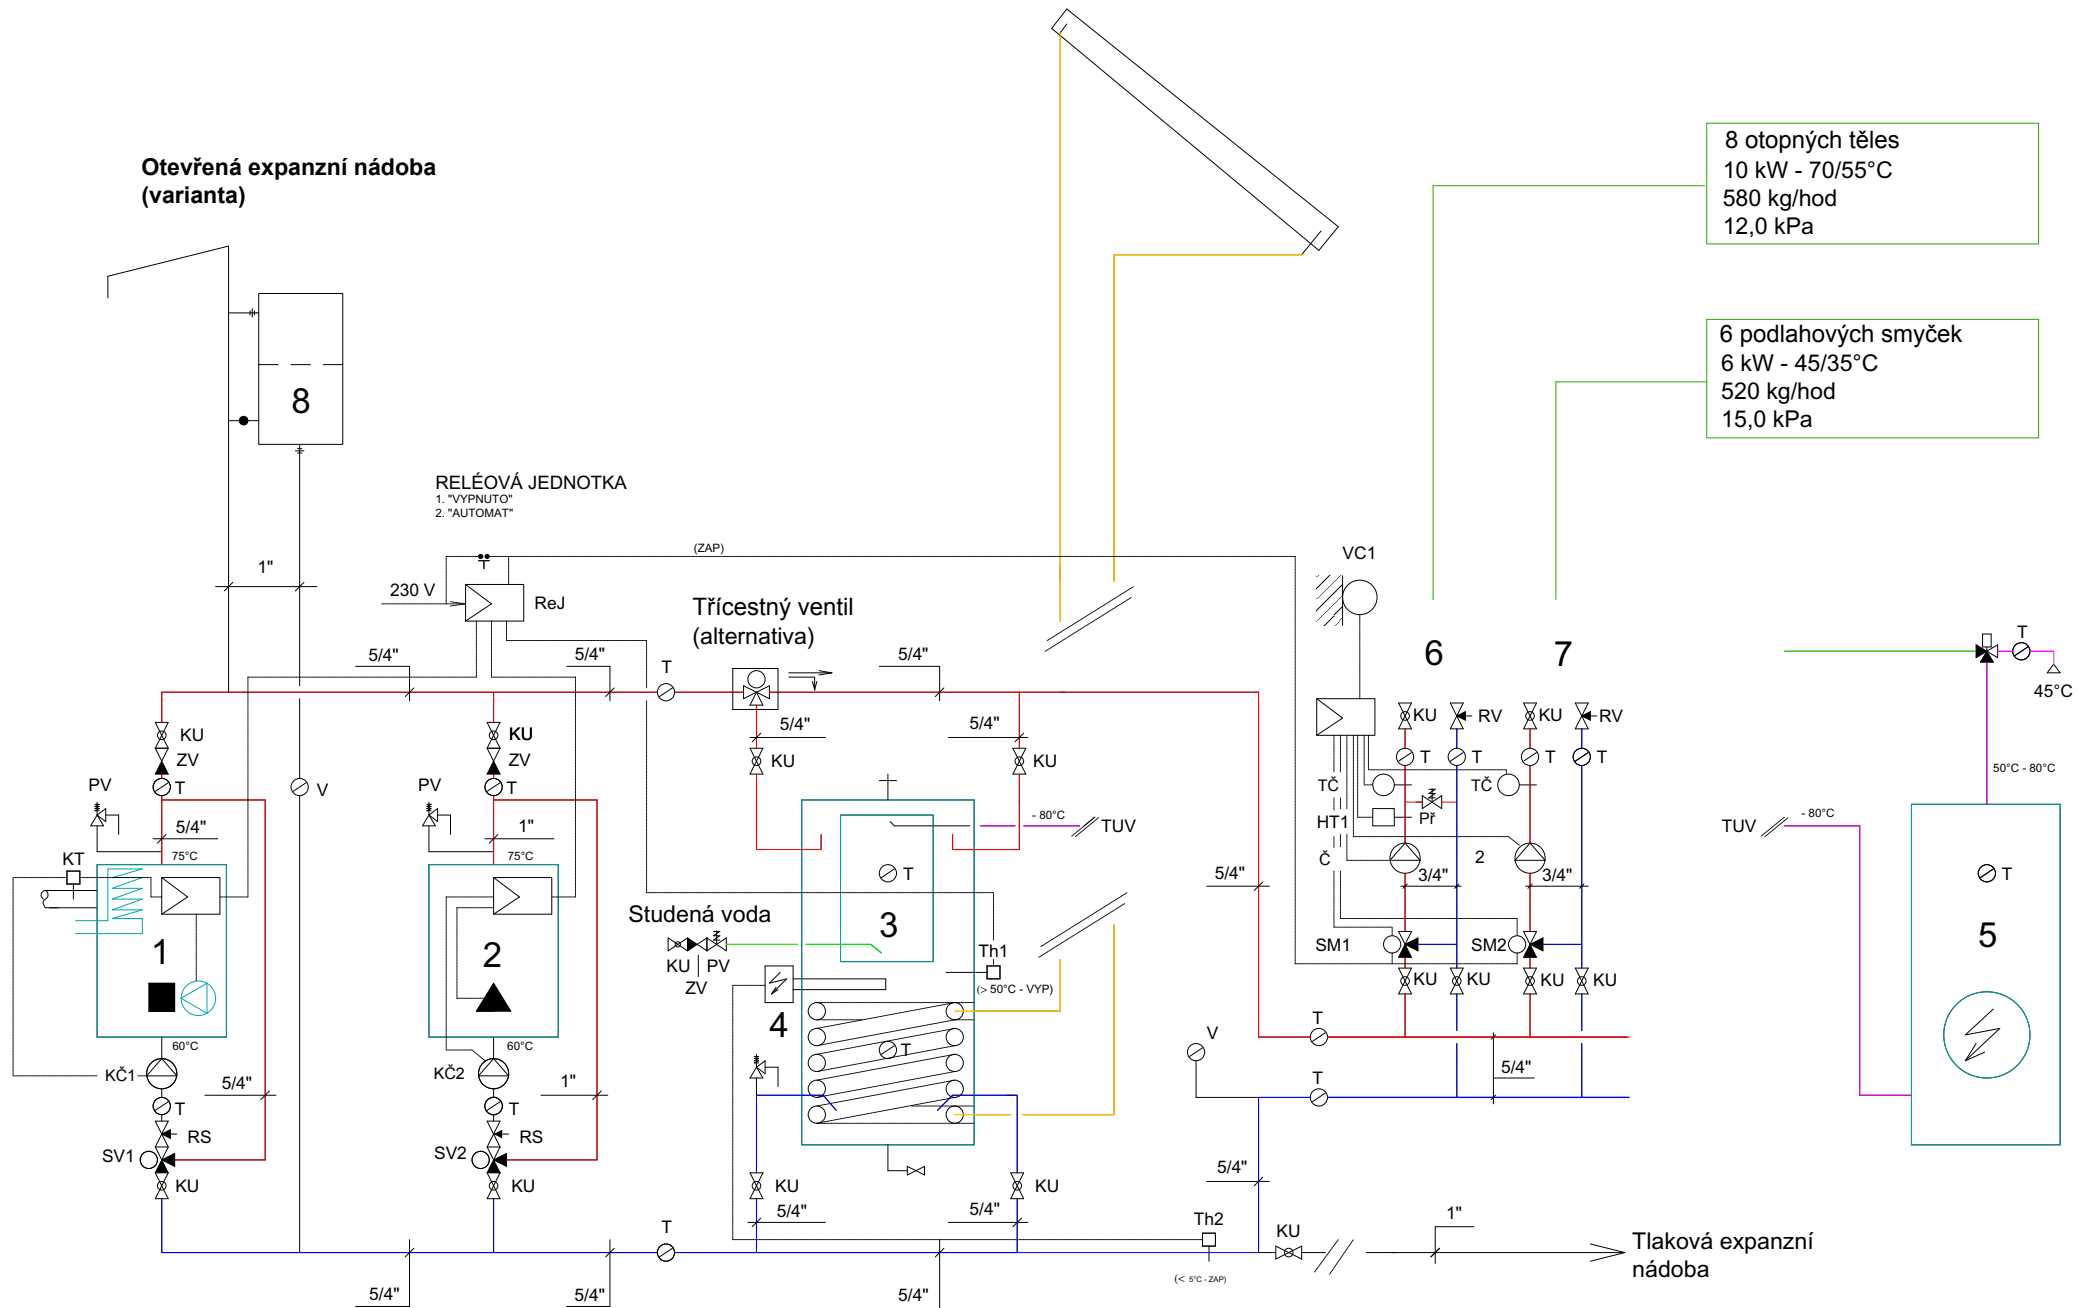 Otevřená expanzní nádoba
(varianta)
8 otopných těles
10 kW - 70/55°C
580 kg/hod
12,0 kPa
6 podlahových smyček
6 kW - 45/35°C
520 kg/hod
15,0 kPa
8
RELÉOVÁ JEDNOTKA
1. "VYPNUTO"
2. "AUTOMAT"
(ZAP)
VC1
1"
230 V
ReJ
Třícestný ventil
(alternativa)
6
7
T
45°C
5/4"
5/4"
T
5/4"
KU
ZV
T
KU
ZV
T
5/4"
5/4"
KU
KU
KU
RV
KU
RV
T
T
T
T
50°C - 80°C
PV
V
PV
TČ
TČ
- 80°C
TUV
HT1
Př
TUV
- 80°C
5/4"
1"
75°C
75°C
KT
Č
2
T
5/4"
3/4"
3/4"
T
Studená voda
3
1
2
KU
PV
ZV
Th1
(> 50°C - VYP)
SM1
SM2
KU
KU
KU
KU
5
4
T
60°C
60°C
KČ1
KČ2
5/4"
1"
V
T
5/4"
T
T
T
RS
RS
SV1
SV2
KU
KU
KU
KU
5/4"
5/4"
5/4"
T
Th2
KU
1"
Tlaková expanzní
nádoba
(< 5°C - ZAP)
5/4"
5/4"
5/4"